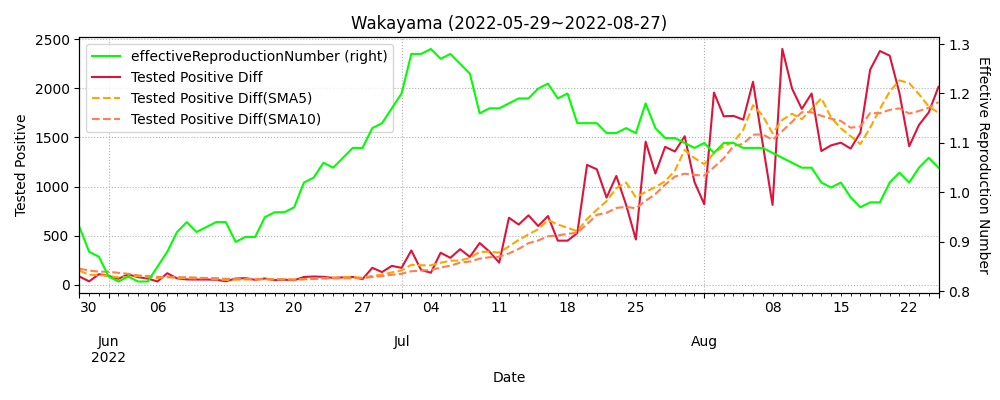 Wakayama (2022-05-29~2022-08-27)
effectiveReproductionNumber (right)
Tested Positive Diff
Tested Positive Diff(SMA5)
Tested Positive Diff(SMA10)
Tested Positive
2500
2000
1500
1000
500
0
Effective Reproduction Number
1.3
1.2
1.1
1.0
0.9
0.8
30 06 13 20 27 04 11 18 25 08 15 22
Jun Jul Aug
2022
Date